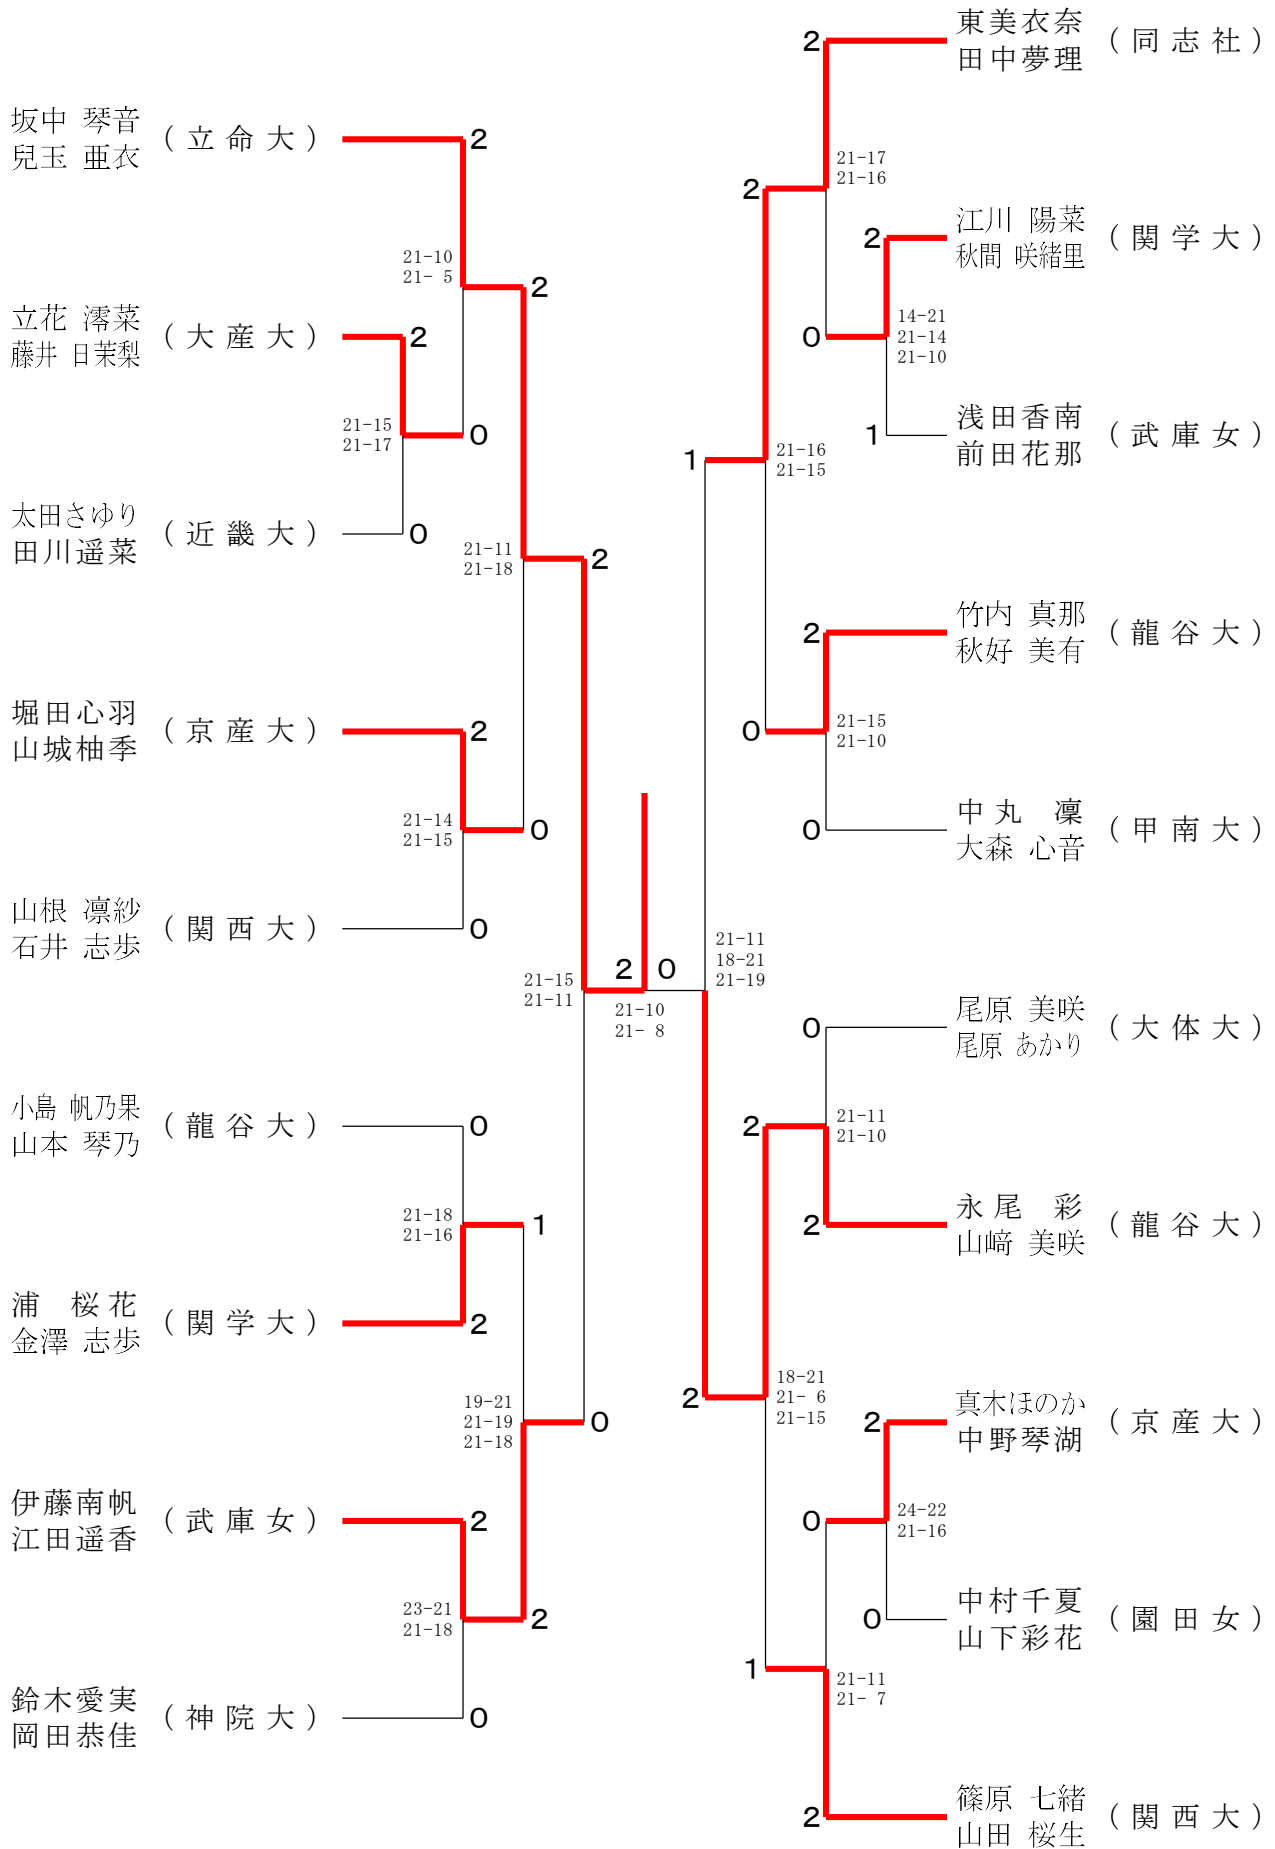 坂中 琴音
兒玉 亜衣
(立命大)
2
21-10
21- 5
2
立花 澪菜
藤井 日茉梨
(大産大)
2
21-15
21-17
0
太田さゆり
田川遥菜
(近畿大)
0
21-11
21-18
2
堀田心羽
山城柚季
(京産大)
2
21-14
21-15
0
山根 凛紗
石井 志歩
(関西大)
0
21-15
21-11
小島 帆乃果
山本 琴乃
(龍谷大)
0
21-18
21-16
1
浦 桜花
金澤 志歩
(関学大)
2
19-21
21-19
21-18
0
伊藤南帆
江田遥香
(武庫女)
2
23-21
21-18
2
鈴木愛実
岡田恭佳
(神院大)
0
2 0
21-10
21- 8
東美衣奈
田中夢理
(同志社)
2
21-17
21-16
2
江川 陽菜
秋間 咲緒里
(関学大)
2
14-21
21-14
21-10
0
浅田香南
前田花那
(武庫女)
1
21-16
21-15
1
竹内 真那
秋好 美有
(龍谷大)
2
21-15
21-10
0
中丸 凜
大森 心音
(甲南大)
0
21-11
18-21
21-19
尾原 美咲
尾原 あかり
(大体大)
0
21-11
21-10
2
永尾 彩
山﨑 美咲
(龍谷大)
2
18-21
21- 6
21-15
2
真木ほのか
中野琴湖
(京産大)
2
24-22
21-16
0
中村千夏
山下彩花
(園田女)
0
21-11
21- 7
1
篠原 七緒
山田 桜生
(関西大)
2